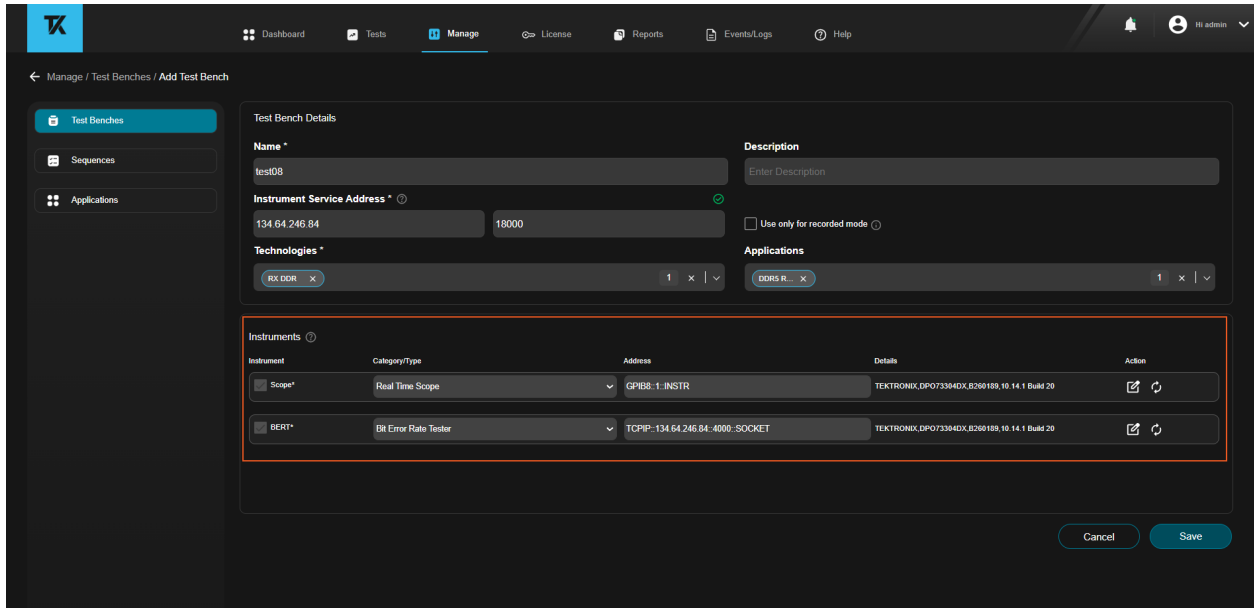 TK
Dashboard Tests Manage License Reports Events/Logs Help Hi admin
Manage / Test Benches / Add Test Bench
Test Benches
Sequences
Applications
Test Bench Details
Name * Description
test08 Enter Description
Instrument Service Address *
134.64.246.84 18000 Use only for recorded mode
Technologies * Applications
RX DDR 1 DDR5 R... 1
Instruments
Instrument Category/Type Address Details Action
Scope* Real Time Scope GPIB8::1::INSTR TEKTRONIX,DPO73304DX,B260189,10.14.1 Build 20
BERT* Bit Error Rate Tester TCPIP::134.64.246.84::4000::SOCKET TEKTRONIX,DPO73304DX,B260189,10.14.1 Build 20
Cancel Save